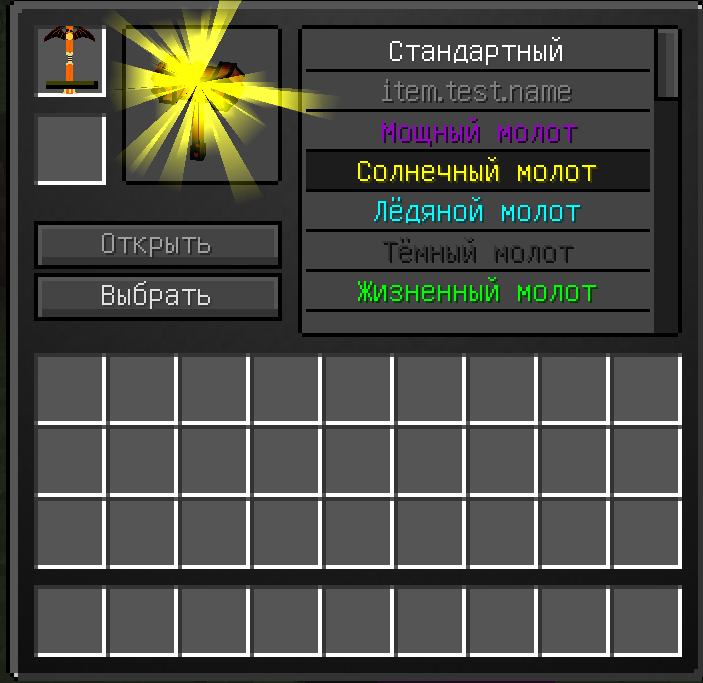 Стандартный
item.test.name
Мощный молот
Солнечный молот
Лёдяной молот
Тёмный молот
Жизненный молот
Открыть
Выбрать